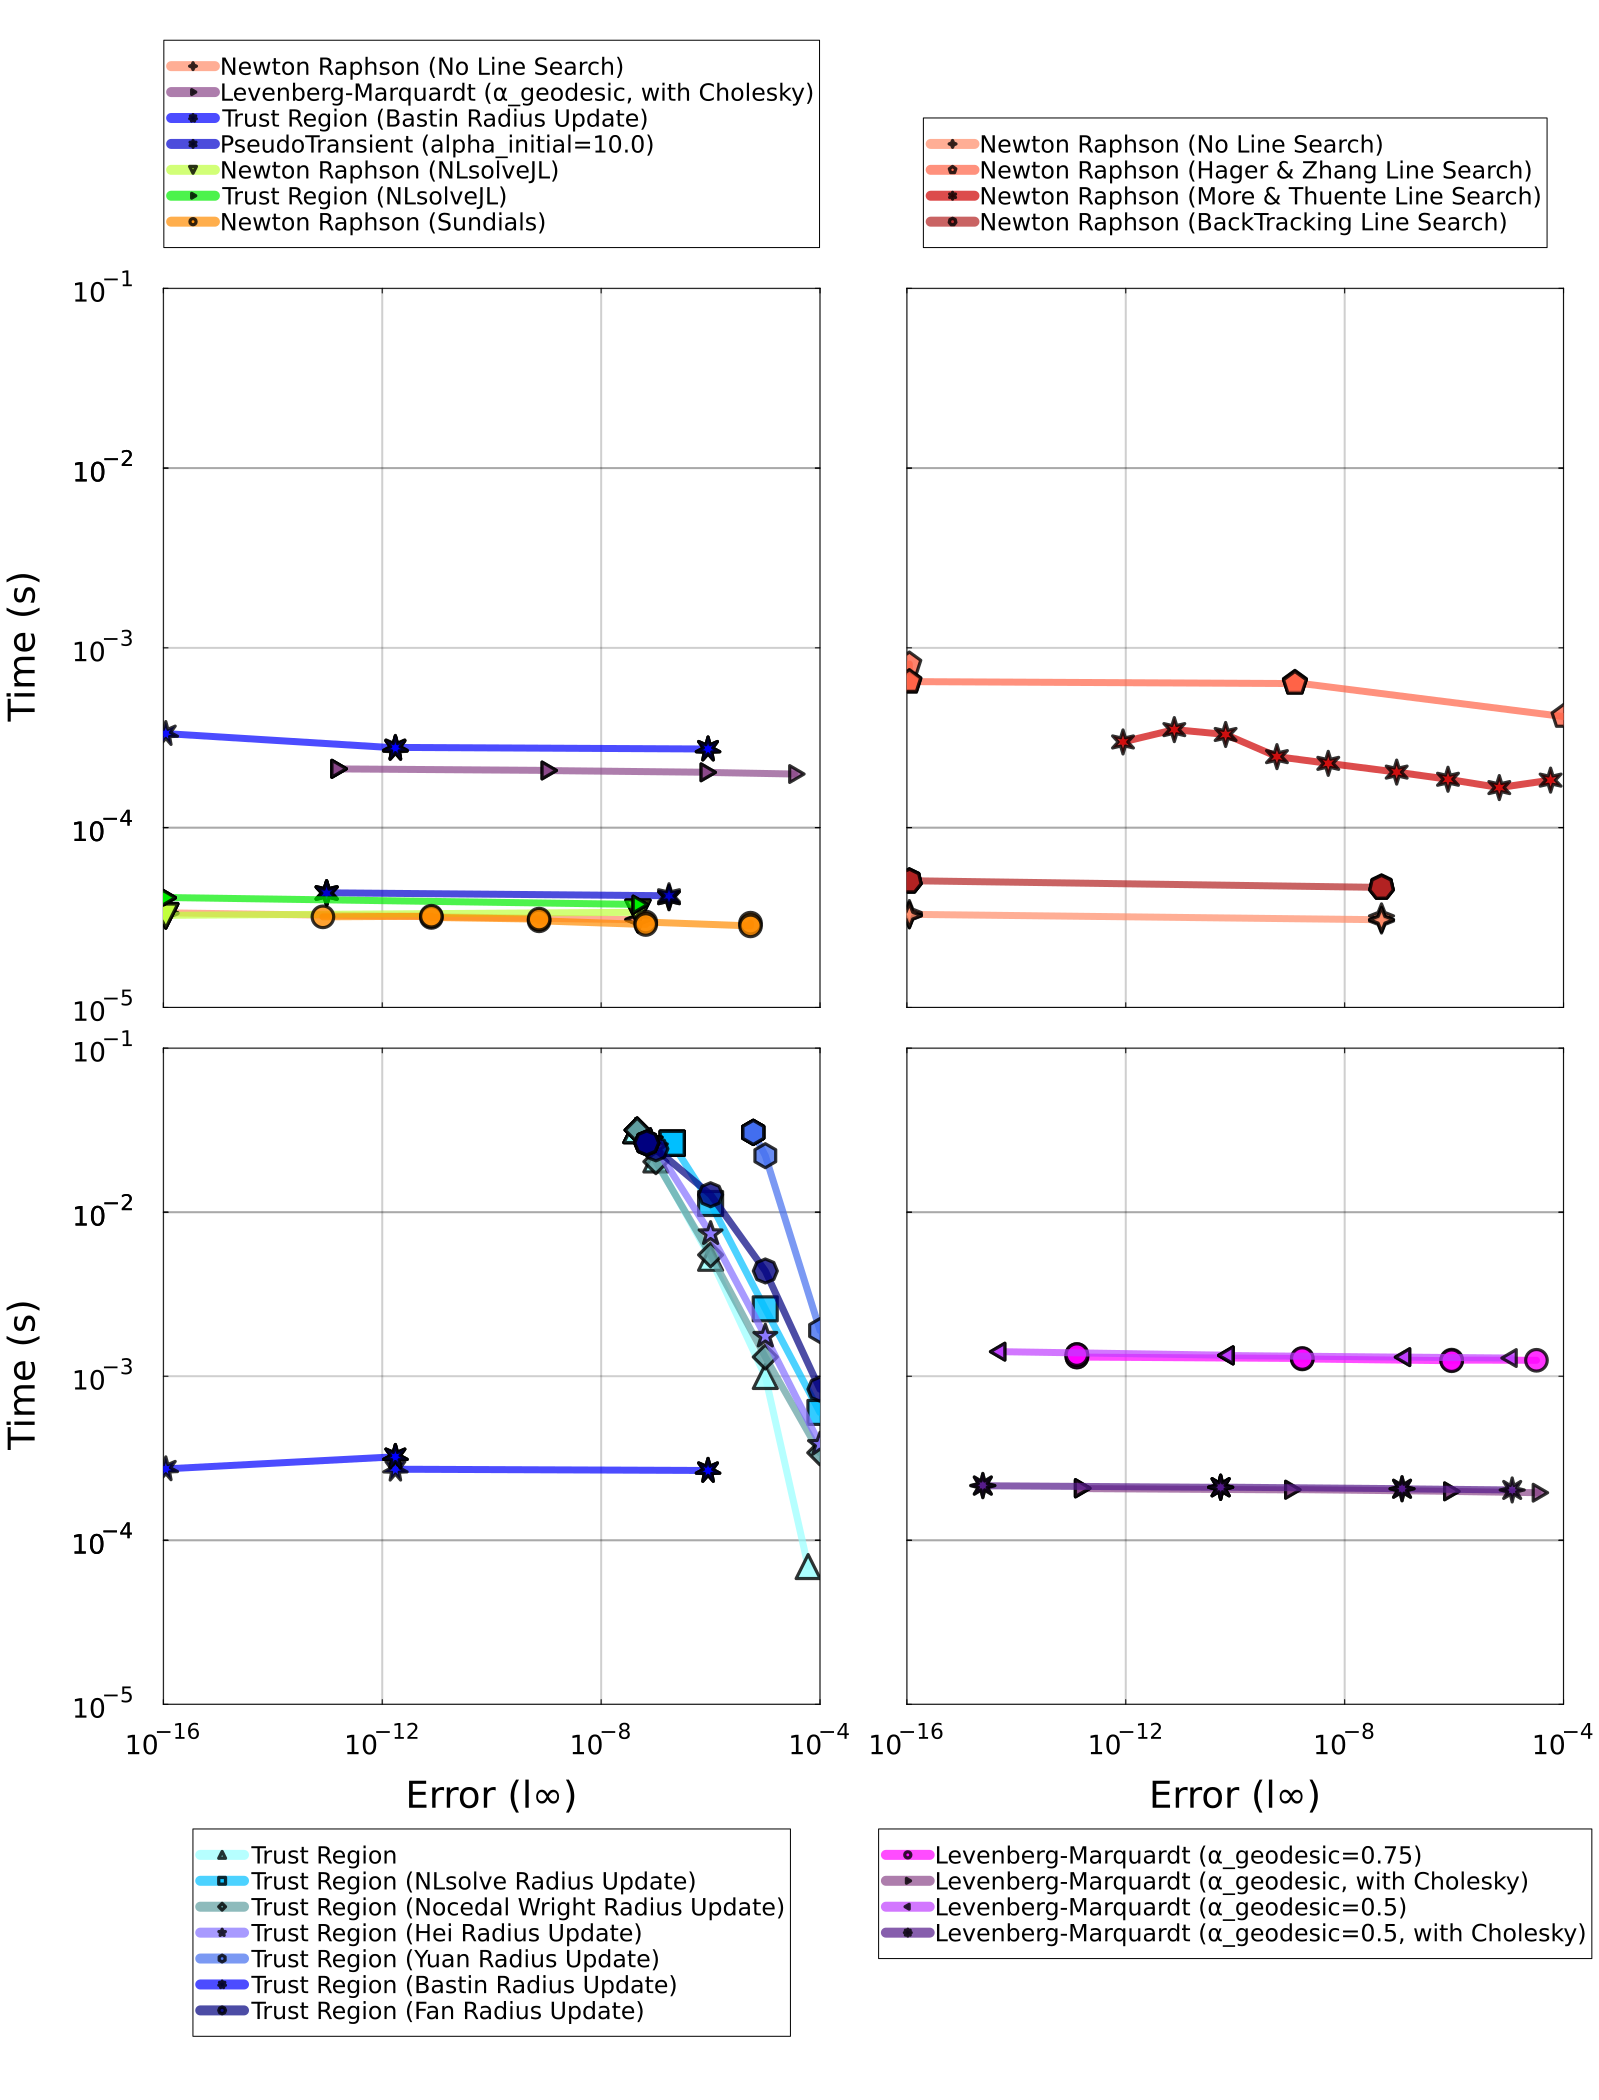 Newton Raphson (No Line Search)
Levenberg-Marquardt (α_geodesic, with Cholesky)
Trust Region (Bastin Radius Update)
PseudoTransient (alpha_initial=10.0)
Newton Raphson (NLsolveJL)
Trust Region (NLsolveJL)
Newton Raphson (Sundials)
Newton Raphson (No Line Search)
Newton Raphson (Hager & Zhang Line Search)
Newton Raphson (More & Thuente Line Search)
Newton Raphson (BackTracking Line Search)
Time (s)
10⁻¹
10⁻²
10⁻³
10⁻⁴
10⁻⁵
Time (s)
10⁻¹
10⁻²
10⁻³
10⁻⁴
10⁻⁵
10⁻¹⁶ 10⁻¹² 10⁻⁸ 10⁻⁴
10⁻¹⁶ 10⁻¹² 10⁻⁸ 10⁻⁴
Error (l∞)
Error (l∞)
Trust Region
Trust Region (NLsolve Radius Update)
Trust Region (Nocedal Wright Radius Update)
Trust Region (Hei Radius Update)
Trust Region (Yuan Radius Update)
Trust Region (Bastin Radius Update)
Trust Region (Fan Radius Update)
Levenberg-Marquardt (α_geodesic=0.75)
Levenberg-Marquardt (α_geodesic, with Cholesky)
Levenberg-Marquardt (α_geodesic=0.5)
Levenberg-Marquardt (α_geodesic=0.5, with Cholesky)